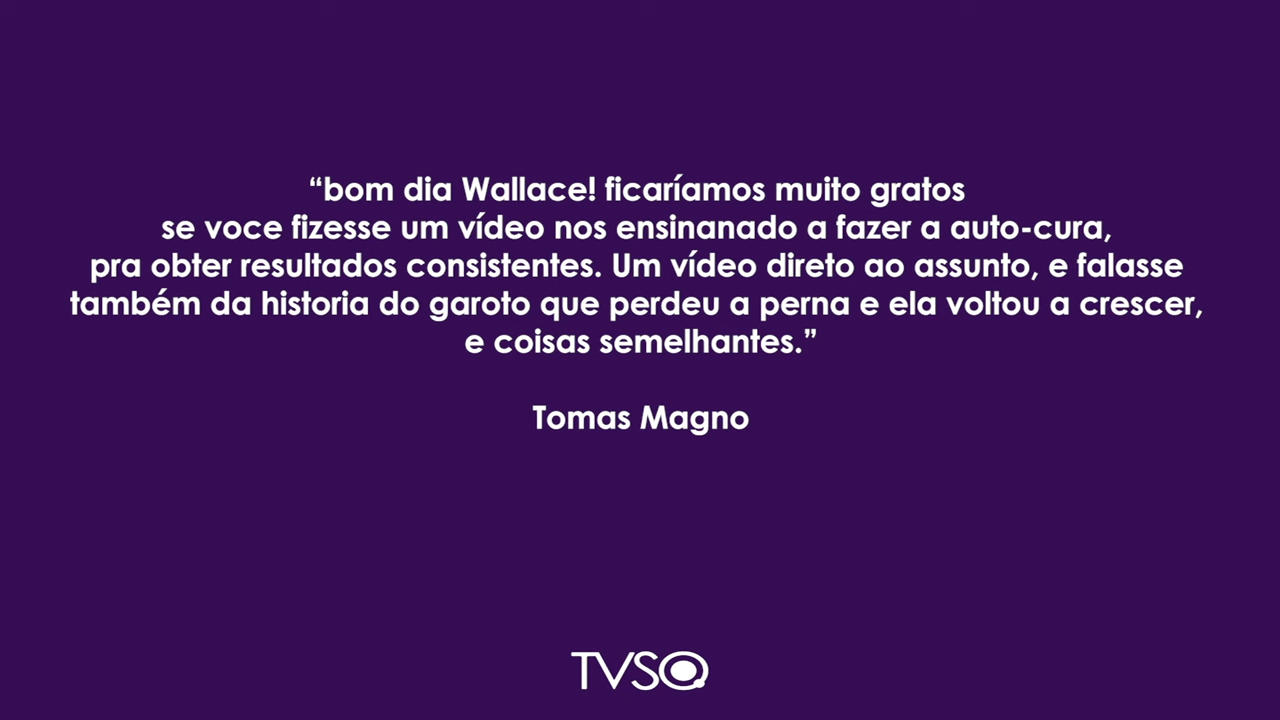 “bom dia Wallace! ficaríamos muito gratos
se voce fizesse um vídeo nos ensinanado a fazer a auto-cura,
pra obter resultados consistentes. Um vídeo direto ao assunto, e falasse
também da historia do garoto que perdeu a perna e ela voltou a crescer,
e coisas semelhantes.”
Tomas Magno
TVSQ